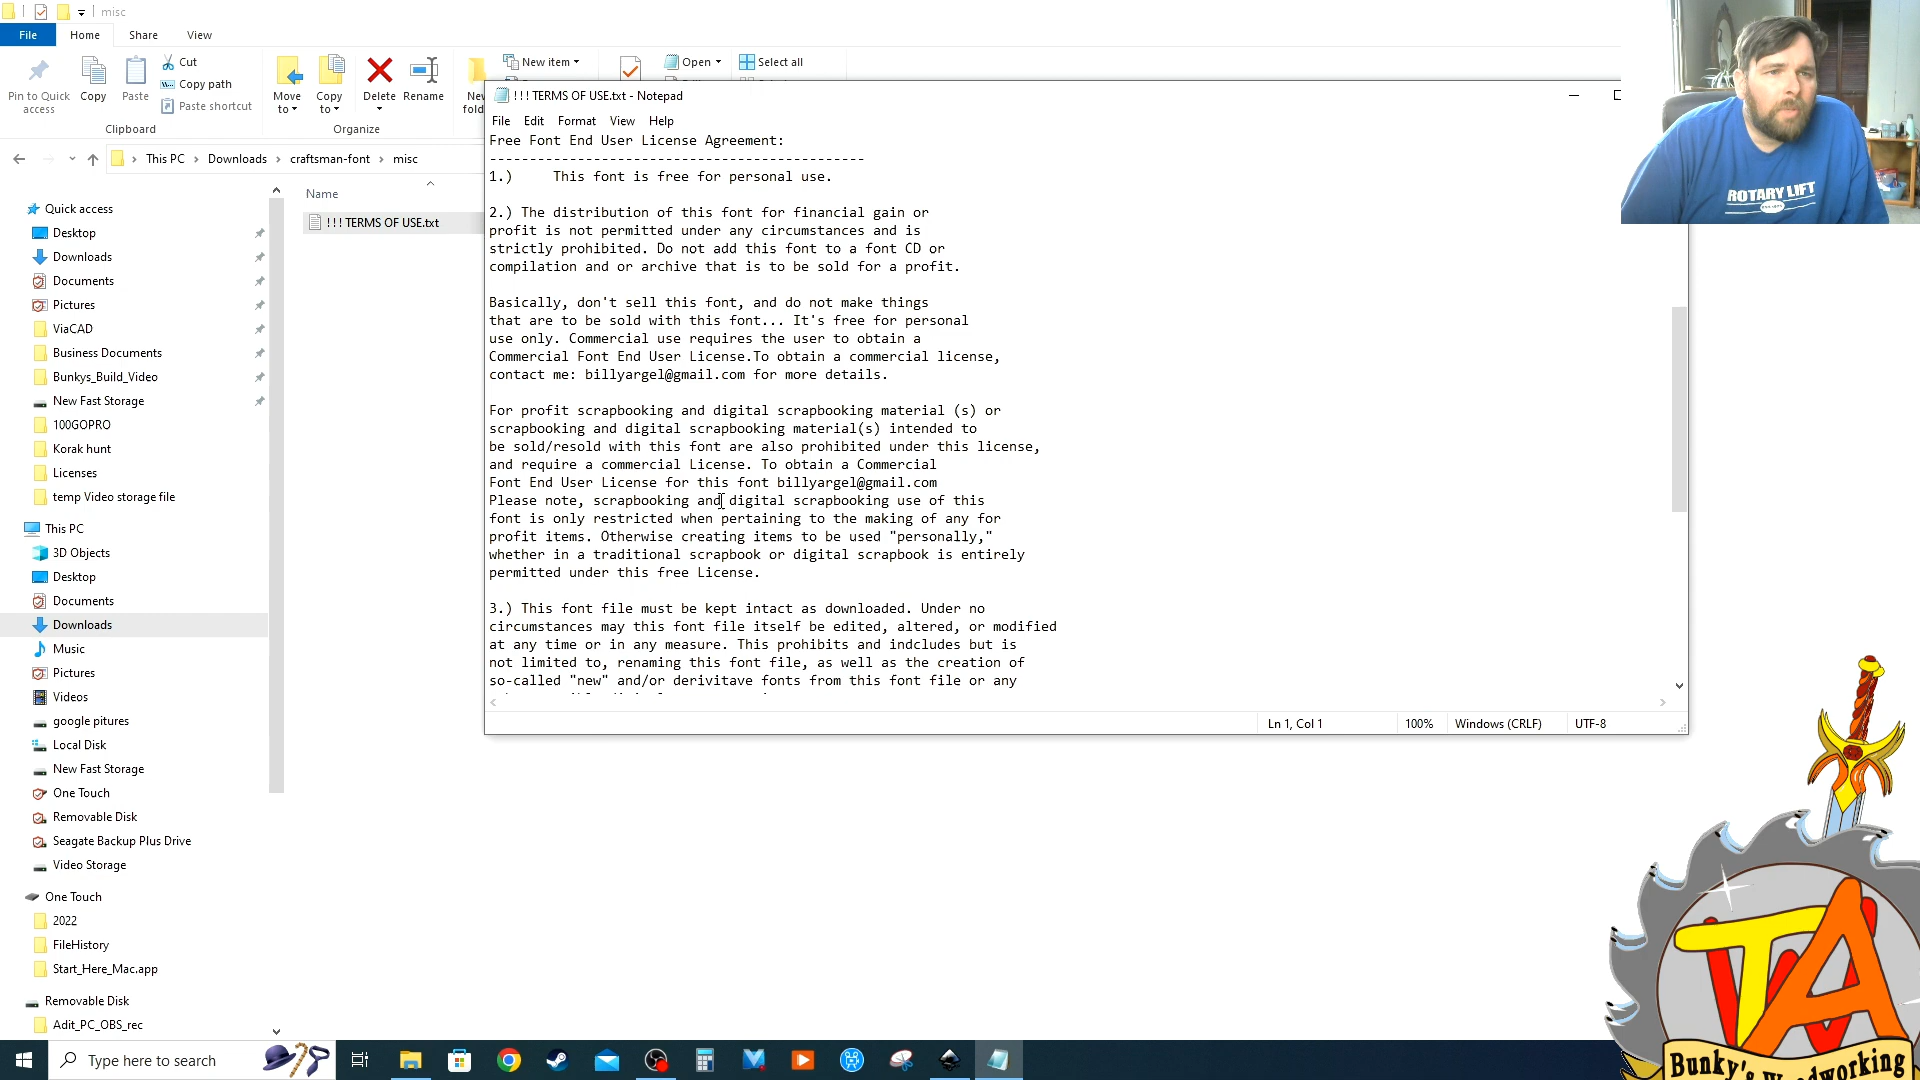 misc
File
Home
Share
View
Pin to Quick
access
Copy
Paste
Cut
Copy path
Paste shortcut
Clipboard
Move
to
Copy
to
Delete
Rename
Organize
New
New item
Open
Select all
This PC
Downloads
craftsman-font
misc
Quick access
Desktop
Downloads
Documents
Pictures
ViaCAD
Business Documents
Bunkys_Build_Video
New Fast Storage
100GOPRO
Korak hunt
Licenses
temp Video storage file
This PC
3D Objects
Desktop
Documents
Downloads
Music
Pictures
Videos
google pitures
Local Disk
New Fast Storage
One Touch
Removable Disk
Seagate Backup Plus Drive
Video Storage
One Touch
2022
FileHistory
Start_Here_Mac.app
Removable Disk
Adit_PC_OBS_rec
Name
!!! TERMS OF USE.txt
!!! TERMS OF USE.txt - Notepad
File Edit Format View Help
Free Font End User License Agreement:
-----------------------------------------------
1.) This font is free for personal use.
2.) The distribution of this font for financial gain or
profit is not permitted under any circumstances and is
strictly prohibited. Do not add this font to a font CD or
compilation and or archive that is to be sold for a profit.
Basically, don't sell this font, and do not make things
that are to be sold with this font... It's free for personal
use only. Commercial use requires the user to obtain a
Commercial Font End User License.To obtain a commercial license,
contact me: billyargel@gmail.com for more details.
For profit scrapbooking and digital scrapbooking material (s) or
scrapbooking and digital scrapbooking material(s) intended to
be sold/resold with this font are also prohibited under this license,
and require a commercial License. To obtain a Commercial
Font End User License for this font billyargel@gmail.com
Please note, scrapbooking and digital scrapbooking use of this
font is only restricted when pertaining to the making of any for
profit items. Otherwise creating items to be used "personally,"
whether in a traditional scrapbook or digital scrapbook is entirely
permitted under this free License.
3.) This font file must be kept intact as downloaded. Under no
circumstances may this font file itself be edited, altered, or modified
at any time or in any measure. This prohibits and indcludes but is
not limited to, renaming this font file, as well as the creation of
so-called "new" and/or derivitave fonts from this font file or any
Ln 1, Col 1
100%
Windows (CRLF)
UTF-8
ROTARY LIFT
Type here to search
Bunky's Woodworking